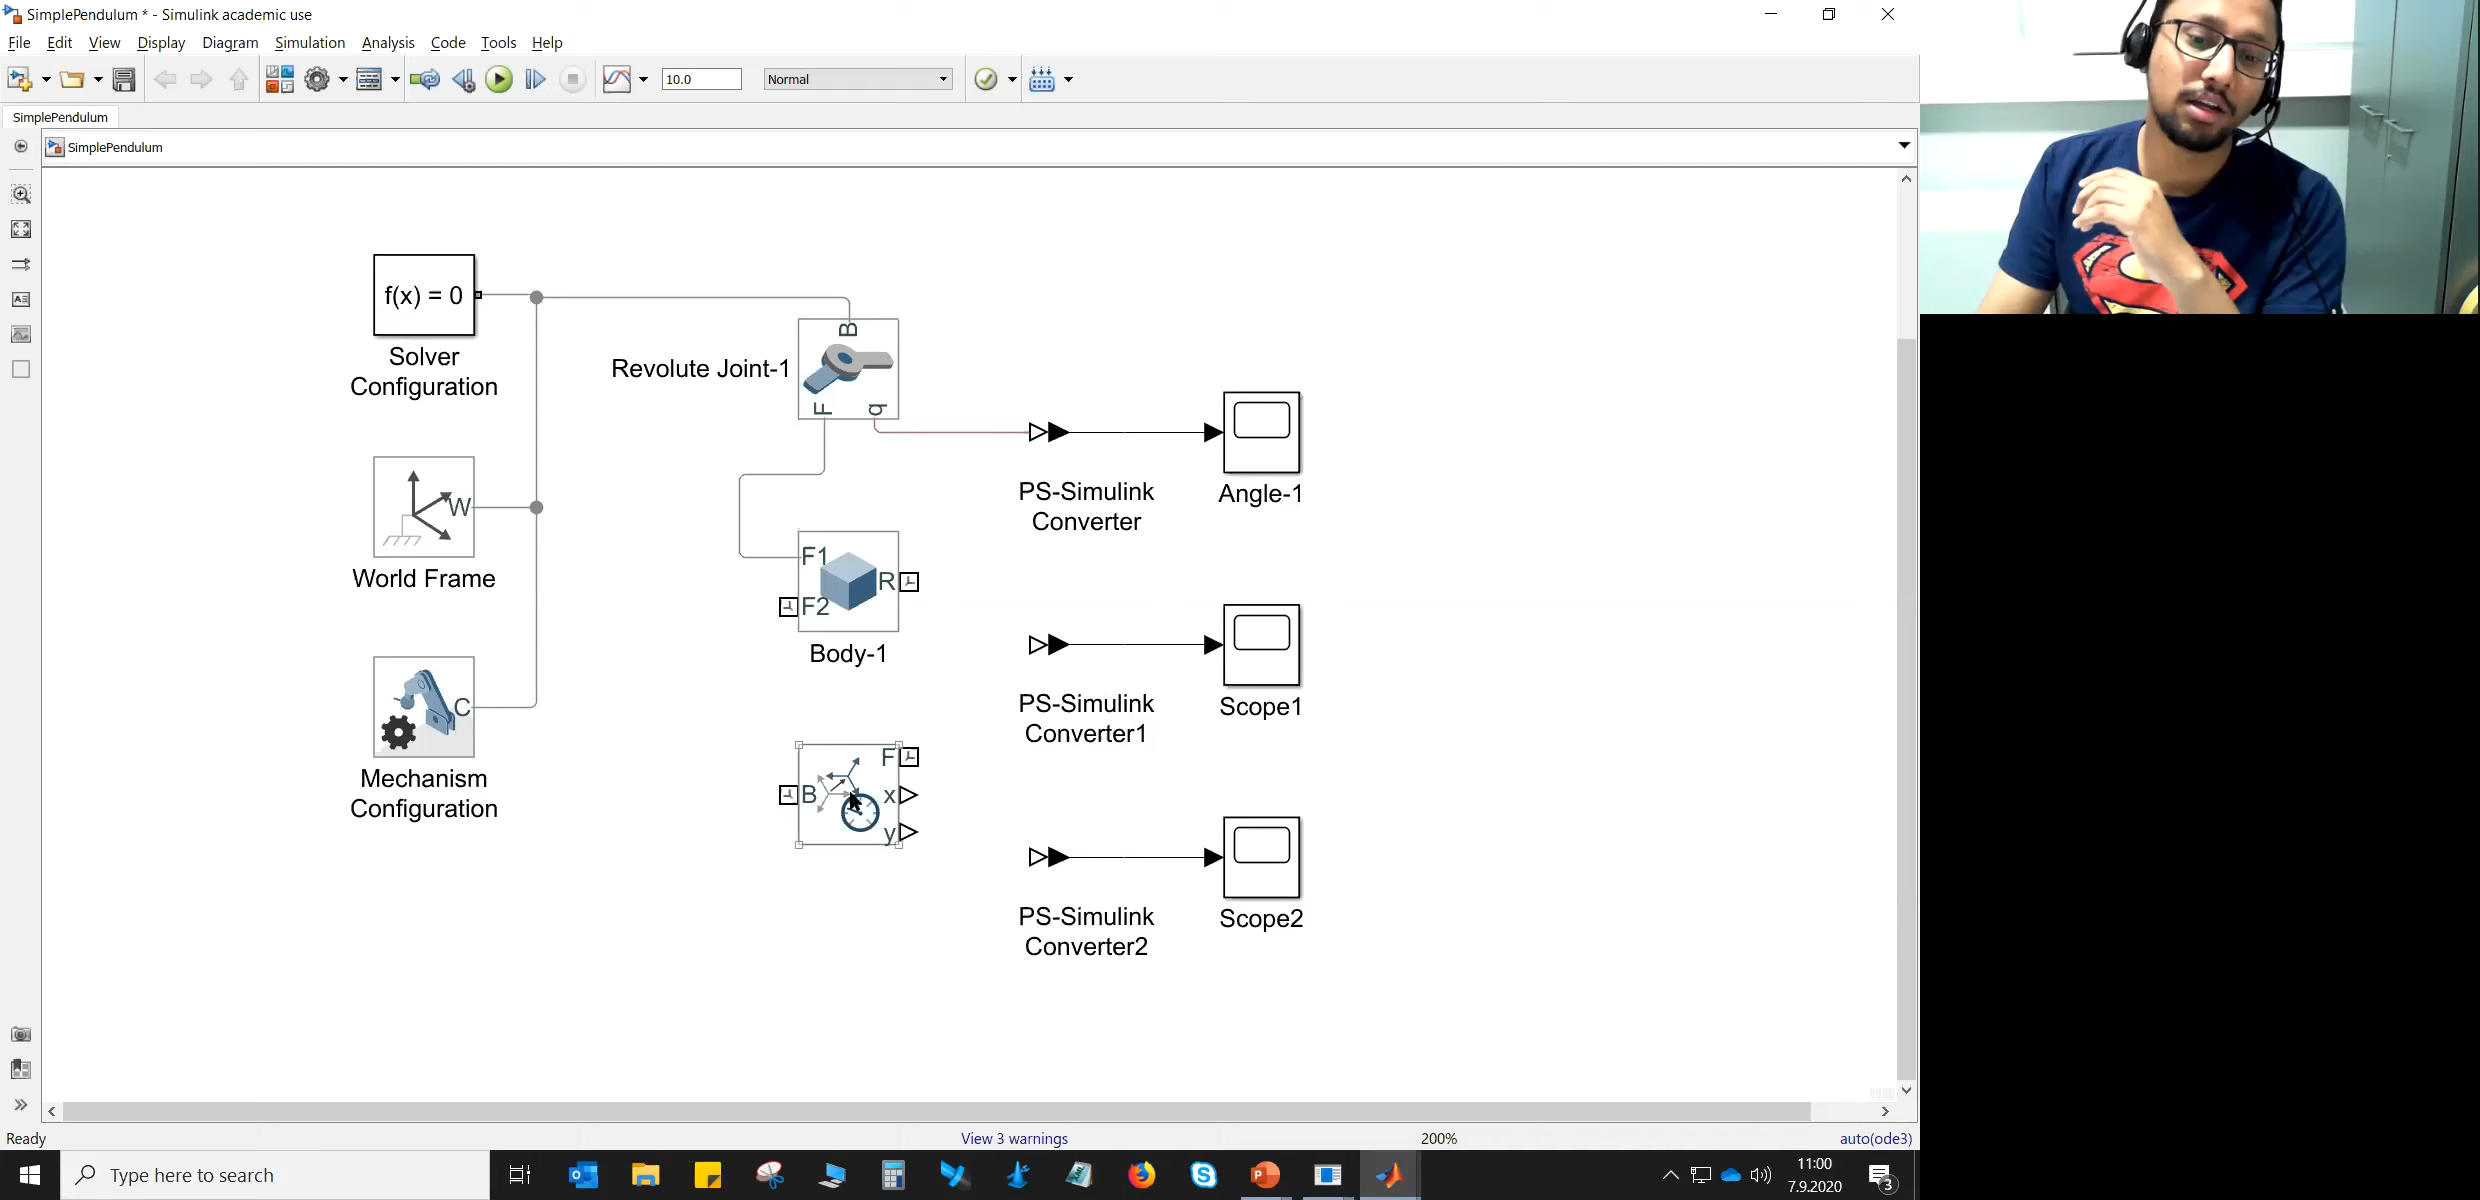 SimplePendulum * - Simulink academic use
File Edit View Display Diagram Simulation Analysis Code Tools Help
10.0 Normal
SimplePendulum
SimplePendulum
f(x) = 0
Solver
Configuration
B
Revolute Joint-1
F q
PS-Simulink
Converter
Angle-1
W
World Frame
F1
R
F2
Body-1
PS-Simulink
Converter1
Scope1
C
Mechanism
Configuration
F
B x
y
PS-Simulink
Converter2
Scope2
Ready View 3 warnings 200% auto(ode3)
Type here to search
11:00
7.9.2020
3